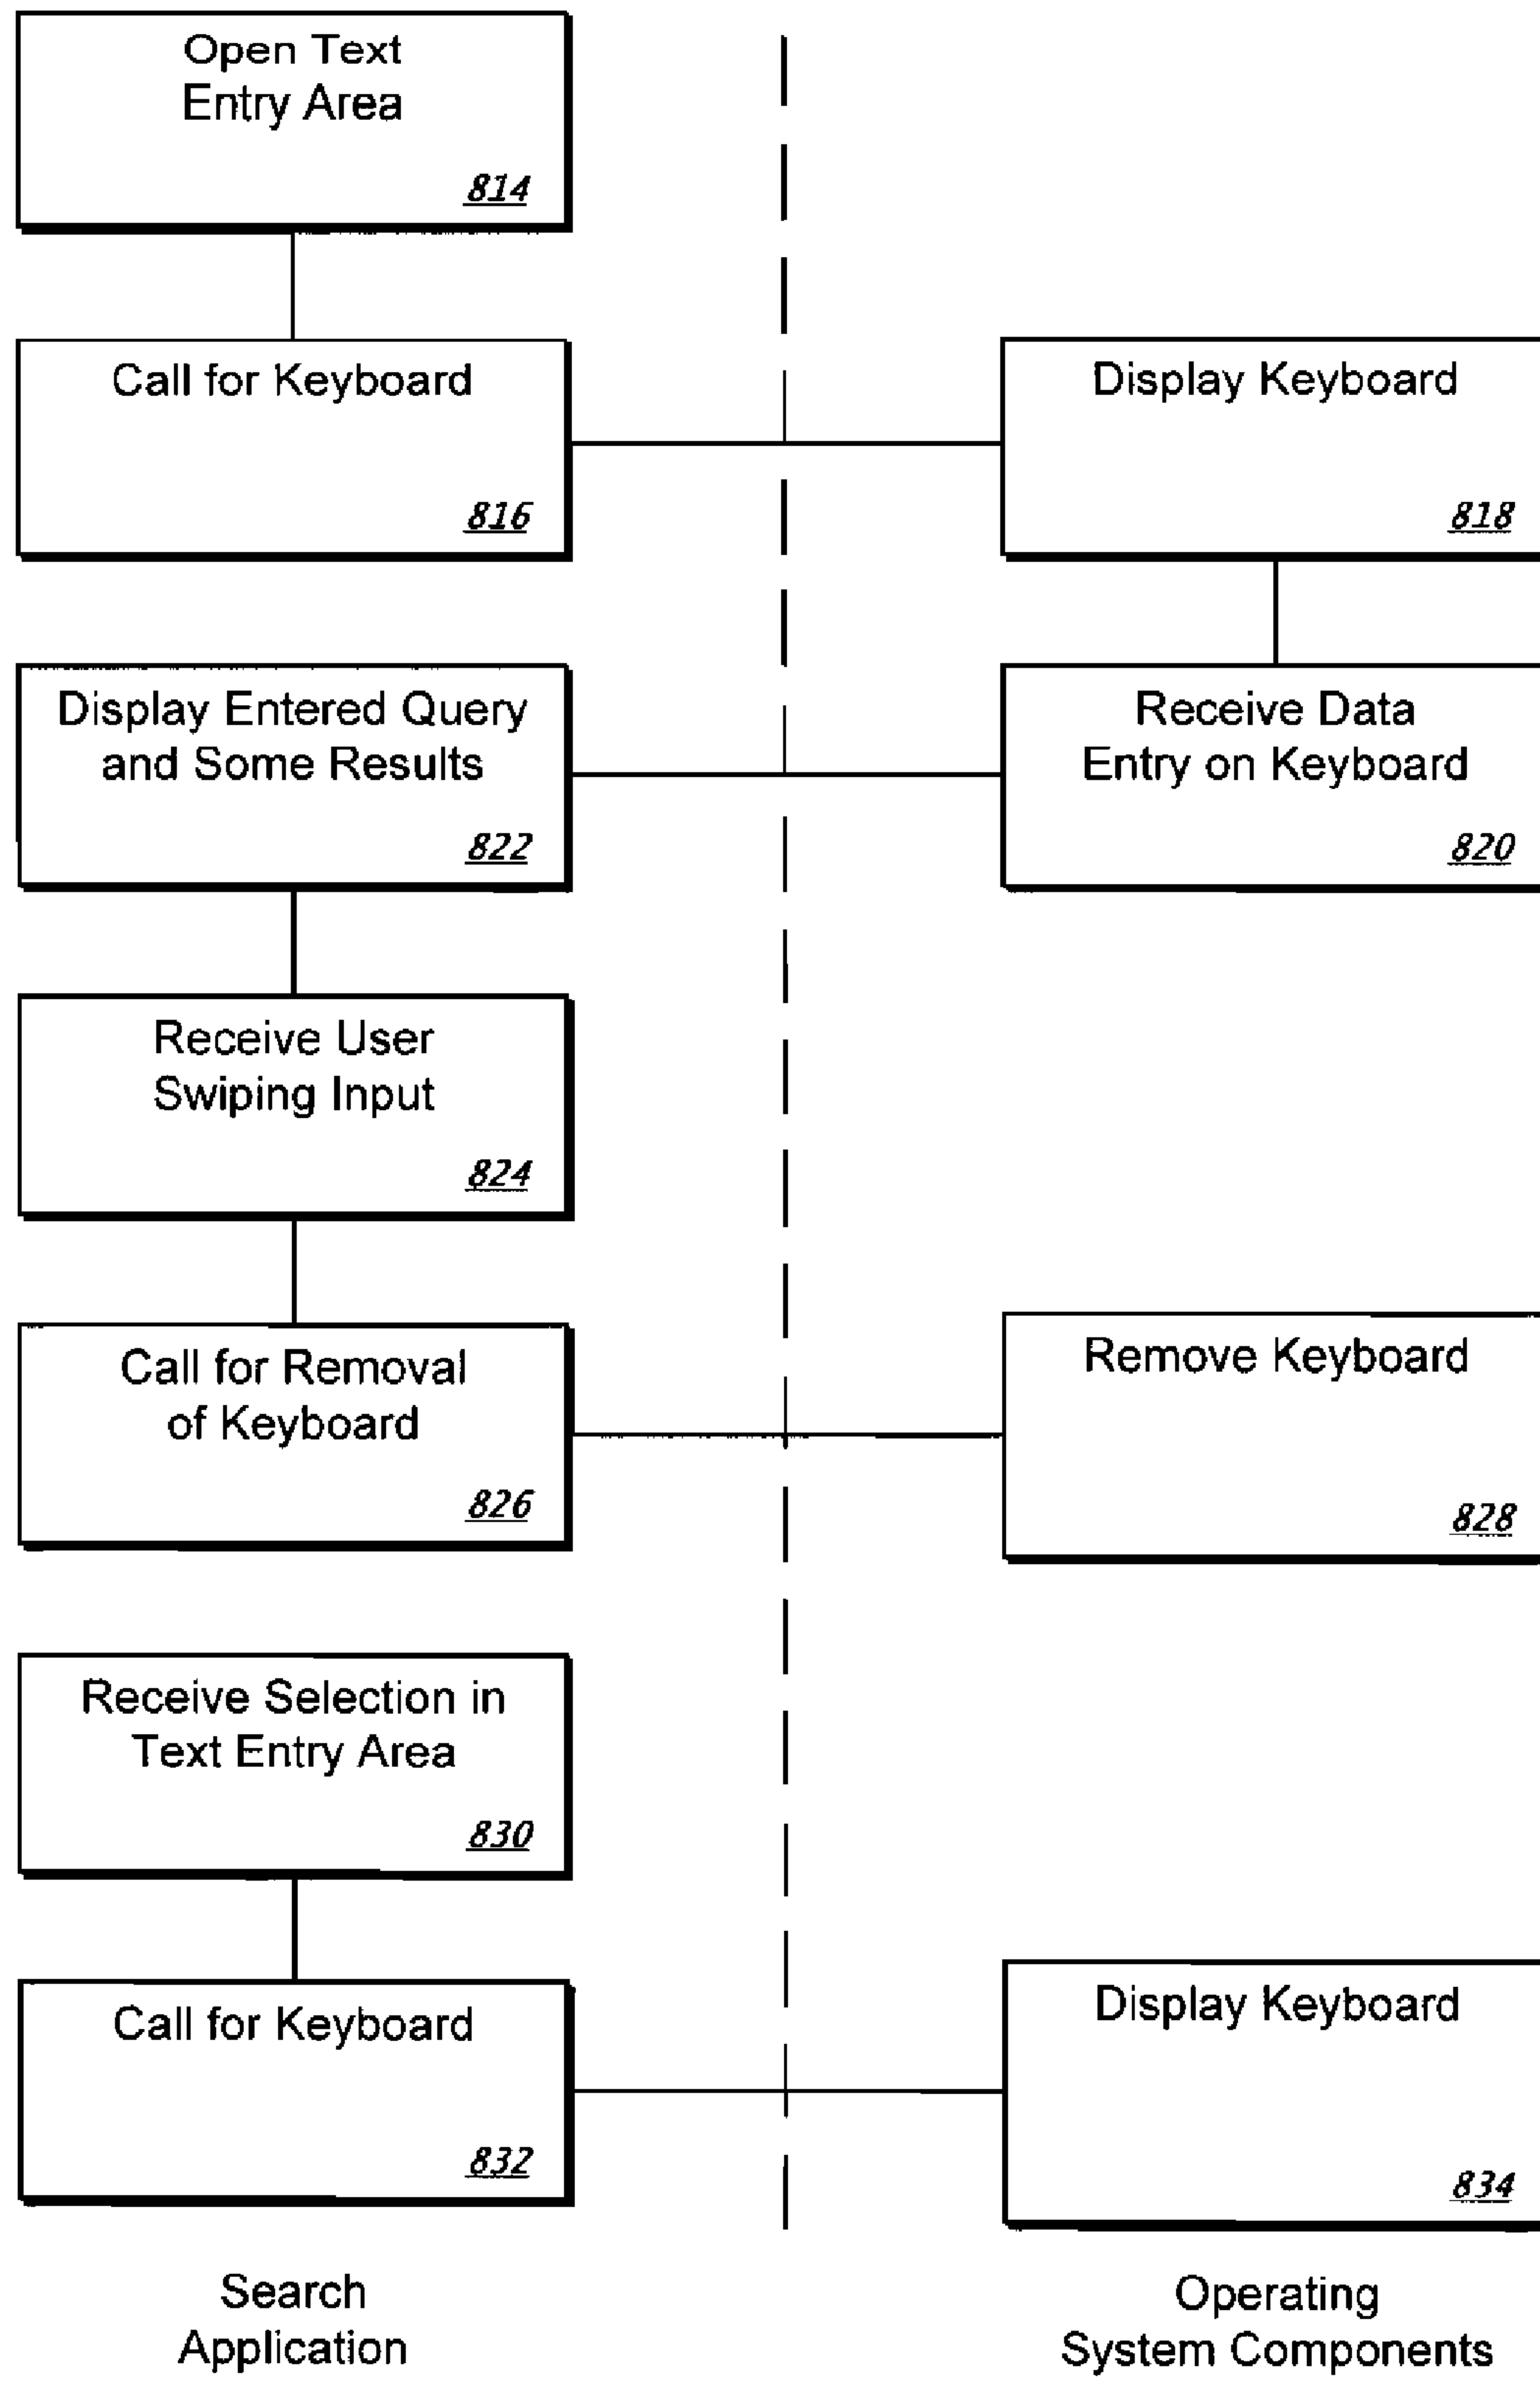 Open Text
Entry Area
814
Call for Keyboard
816
Display Keyboard
818
Display Entered Query
and Some Results
822
Receive Data
Entry on Keyboard
820
Receive User
Swiping Input
824
Call for Removal
of Keyboard
826
Remove Keyboard
828
Receive Selection in
Text Entry Area
830
Call for Keyboard
832
Display Keyboard
834
Search
Application
Operating
System Components